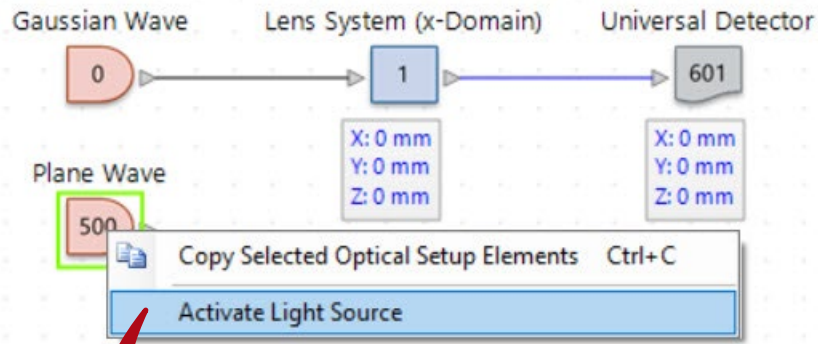 Gaussian Wave Lens System (x-Domain) Universal Detector
0 1 601
X: 0 mm X: 0 mm
Y: 0 mm Y: 0 mm
Z: 0 mm Z: 0 mm
Plane Wave
500
Copy Selected Optical Setup Elements Ctrl+C
Activate Light Source